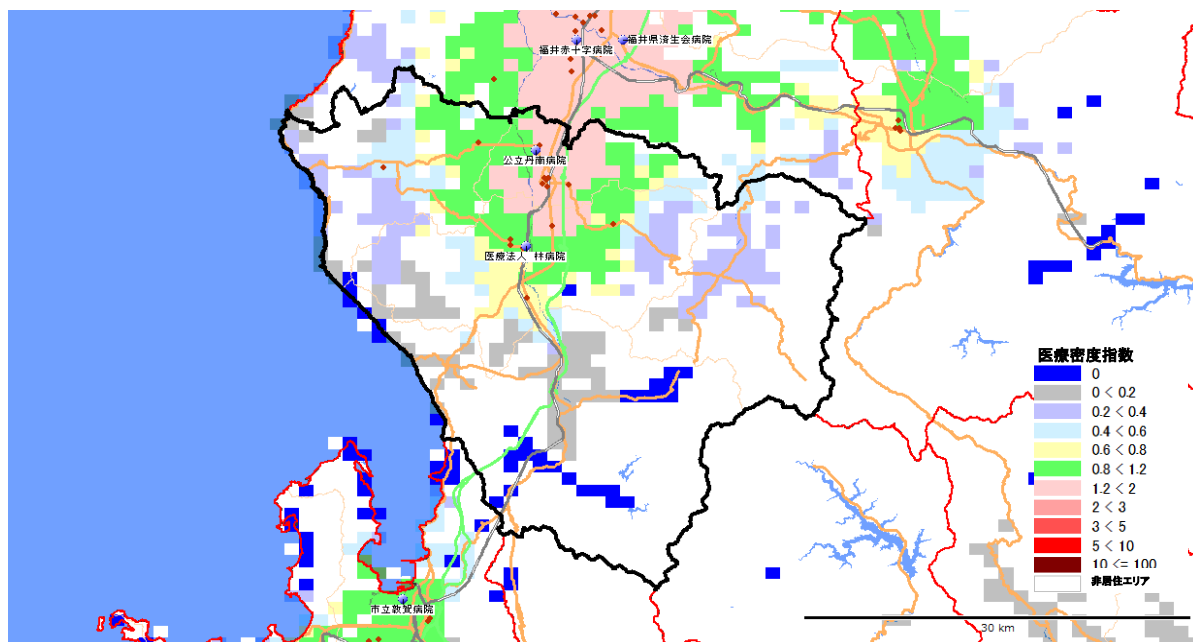 福井赤十字病院
福井県済生会病院
公立丹南病院
医療法人 林病院
医療密度指数
0
0 < 0.2
0.2 < 0.4
0.4 < 0.6
0.6 < 0.8
0.8 < 1.2
1.2 < 2
2 < 3
3 < 5
5 < 10
10 <= 100
非居住エリア
市立敦賀病院
30 km